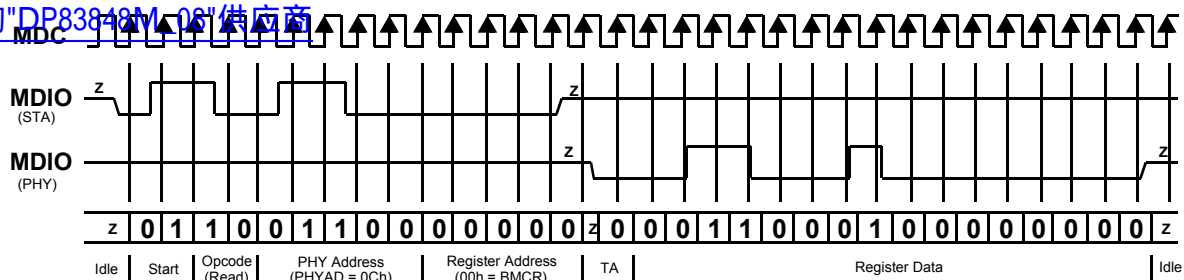 "DP83848M_08"供应商
MDC
MDIO
(STA)
z
z
MDIO
(PHY)
z
z
z 0 1 1 0 0 1 1 0 0 0 0 0 0 0 z 0 0 0 1 1 0 0 0 1 0 0 0 0 0 0 0 0 z
Idle Start Opcode PHY Address Register Address TA Register Data Idle
(Read) (PHYAD = 0Ch) (00h = BMCR)